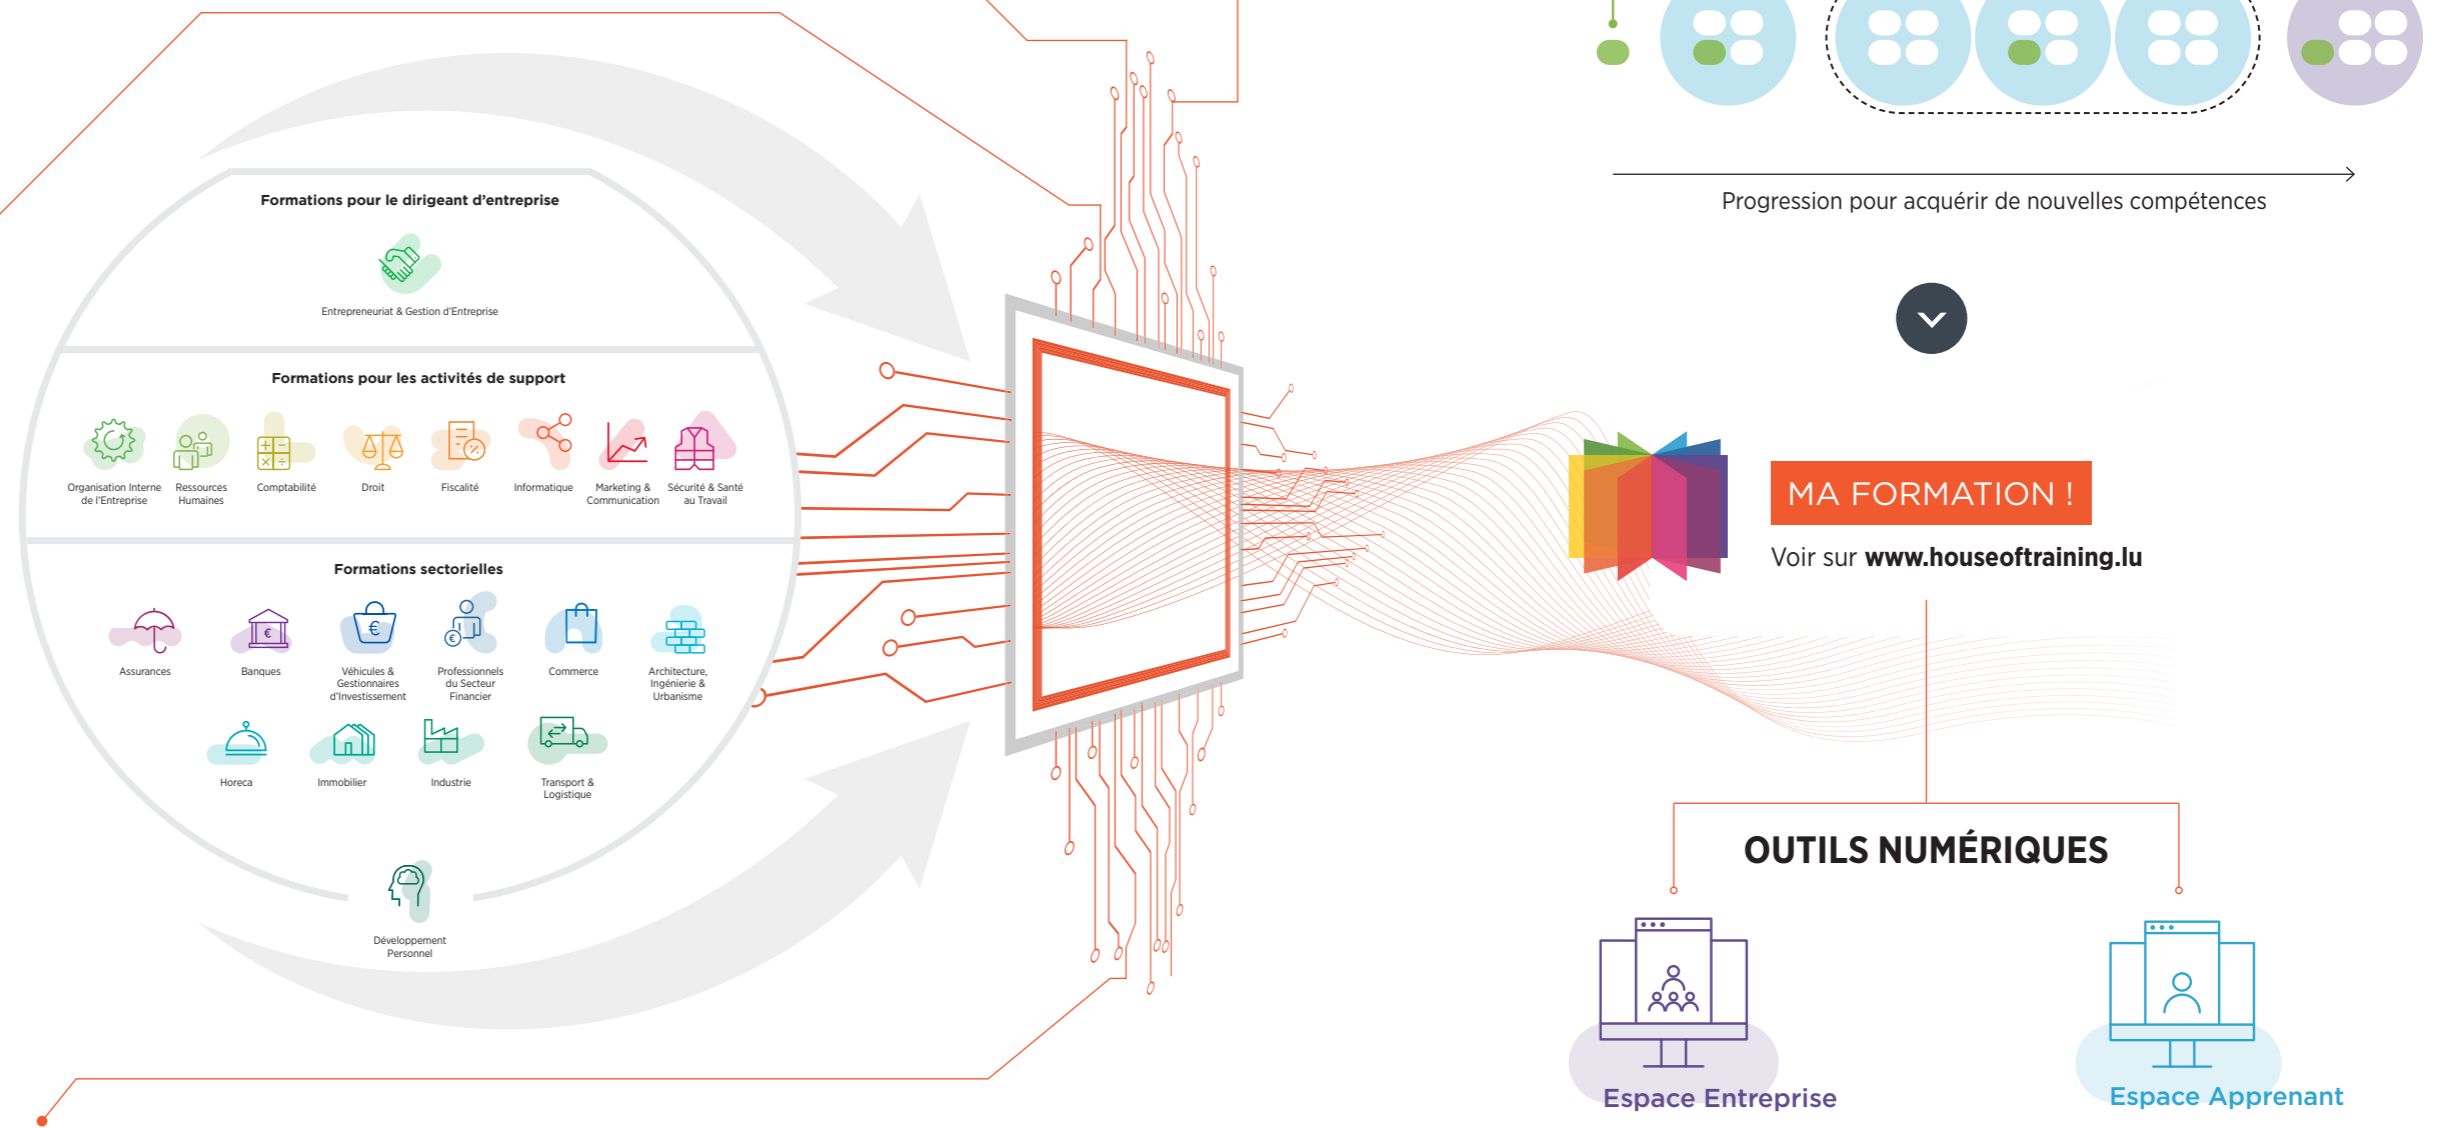 Formations pour le dirigeant d'entreprise
Entrepreneuriat & Gestion d'Entreprise
Formations pour les activités de support
Organisation Interne
de l'Entreprise
Ressources
Humaines
Comptabilité
Droit
Fiscalité
Informatique
Marketing &
Communication
Sécurité & Santé
au Travail
Formations sectorielles
Assurances
Banques
Véhicules &
Gestionnaires
d'Investissement
Professionnels
du Secteur
Financier
Commerce
Architecture,
Ingénierie &
Urbanisme
Horeca
Immobilier
Industrie
Transport &
Logistique
Développement
Personnel
Progression pour acquérir de nouvelles compétences
MA FORMATION !
Voir sur www.houseoftraining.lu
OUTILS NUMÉRIQUES
Espace Entreprise
Espace Apprenant